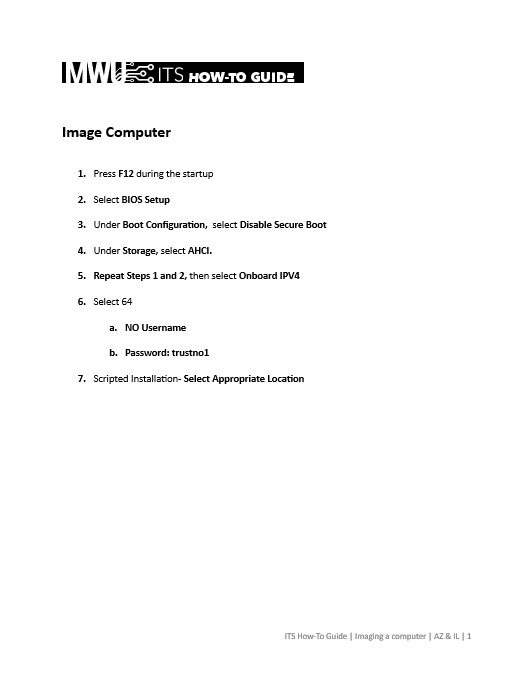 MWU ITS HOW-TO GUIDE
Image Computer
1. Press F12 during the startup
2. Select BIOS Setup
3. Under Boot Configuration, select Disable Secure Boot
4. Under Storage, select AHCI.
5. Repeat Steps 1 and 2, then select Onboard IPV4
6. Select 64
a. NO Username
b. Password: trustno1
7. Scripted Installation- Select Appropriate Location
ITS How-To Guide | Imaging a computer | AZ & IL | 1